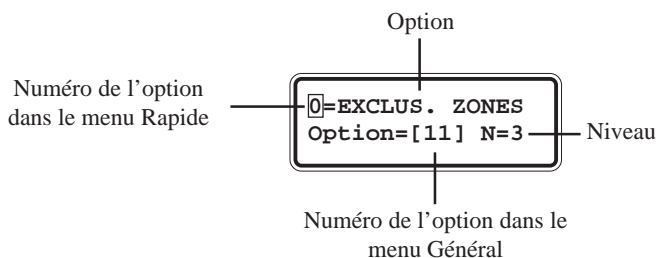 Option
Numéro de l'option
dans le menu Rapide
0=EXCLUS. ZONES
Option=[11] N=3
Niveau
Numéro de l'option dans le
menu Général